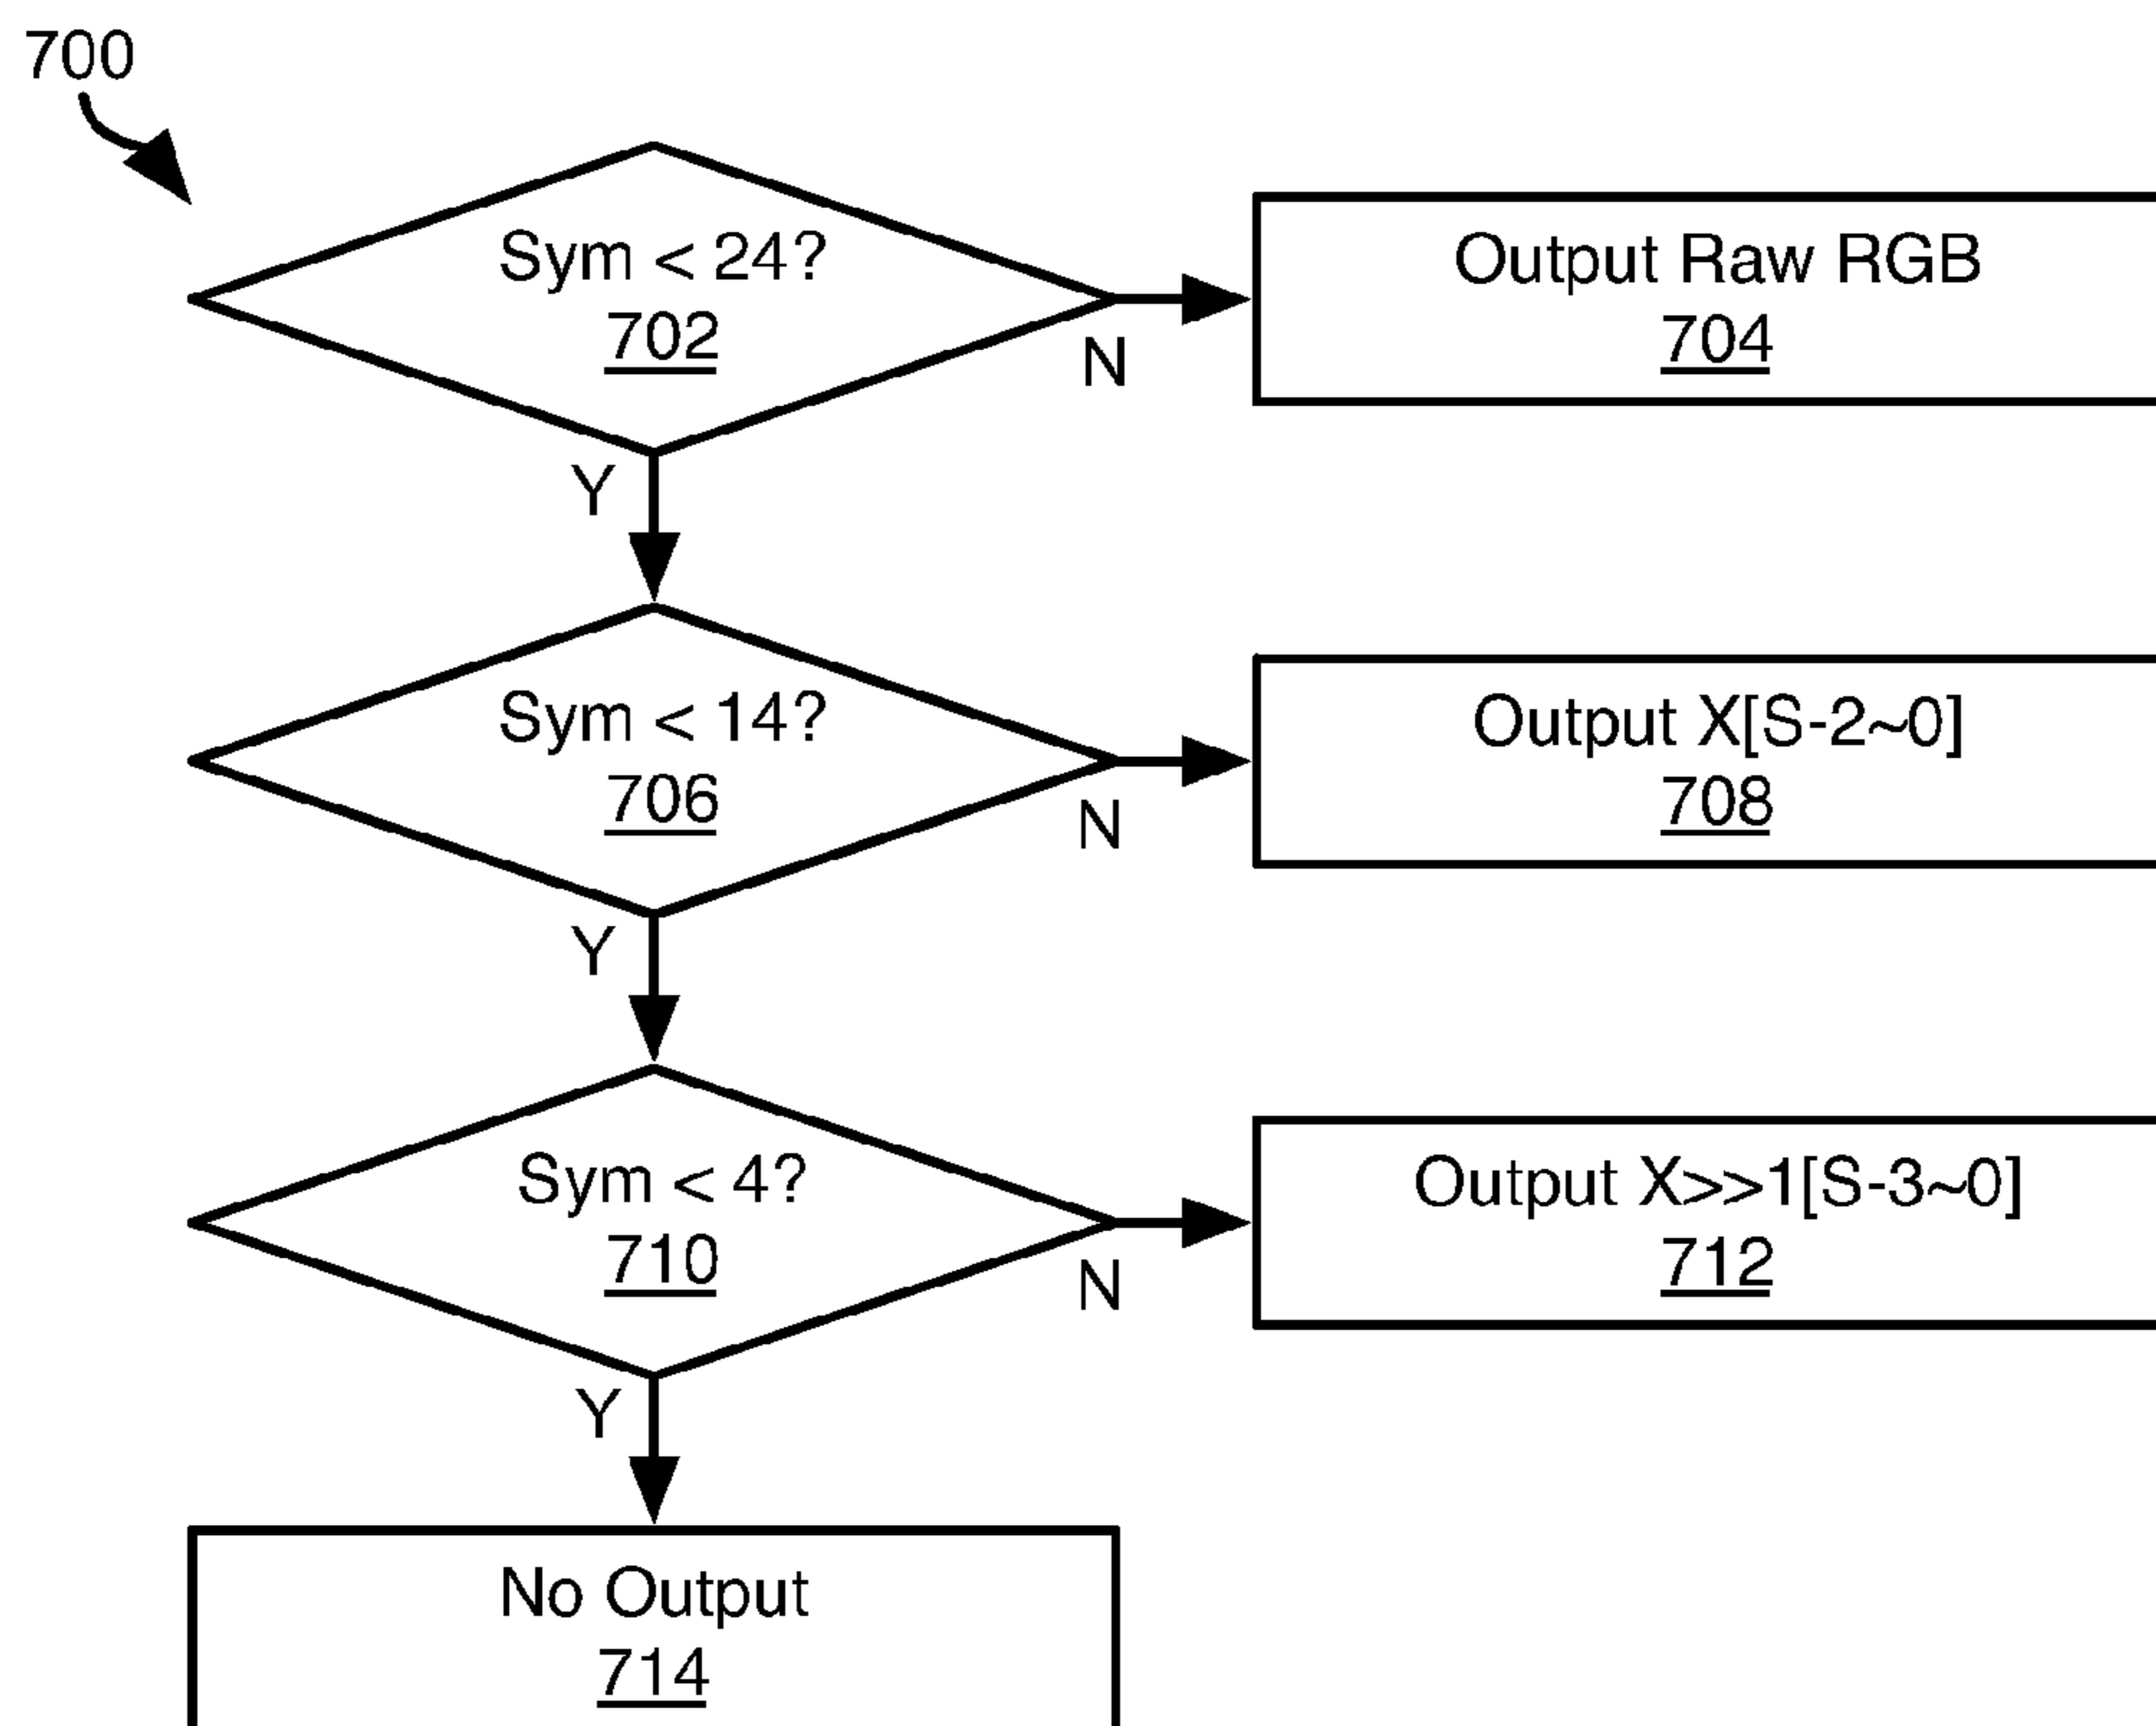 700
Sym < 24?
702
N
Output Raw RGB
704
Y
Sym < 14?
706
N
Output X[S-2~0]
708
Y
Sym < 4?
710
N
Output X>>1[S-3~0]
712
Y
No Output
714